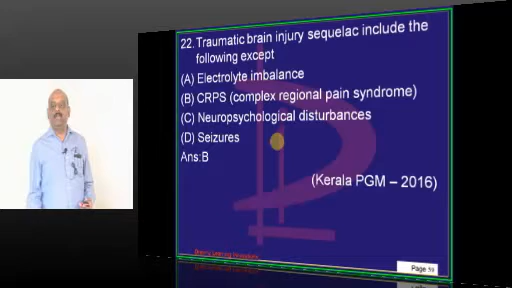 22. Traumatic brain injury sequelac include the
following except
(A) Electrolyte imbalance
(B) CRPS (complex regional pain syndrome)
(C) Neuropsychological disturbances
(D) Seizures
Ans:B
(Kerala PGM – 2016)
Page